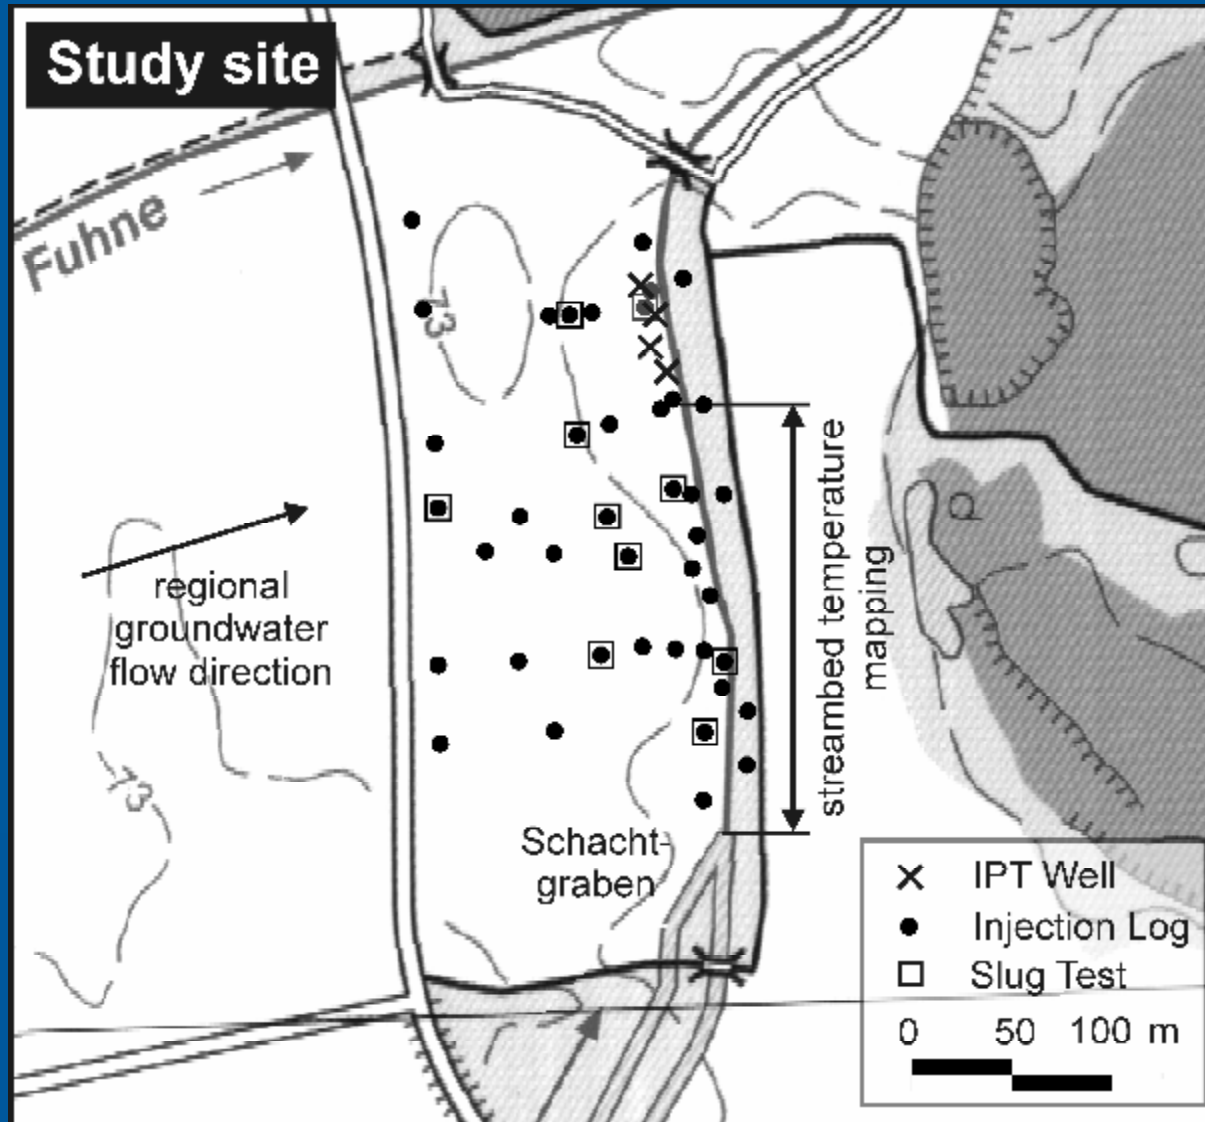 Study site
Fuhne
73
regional
groundwater
flow direction
73
streambed temperature
mapping
Schacht-
graben
IPT Well
Injection Log
Slug Test
0 50 100 m